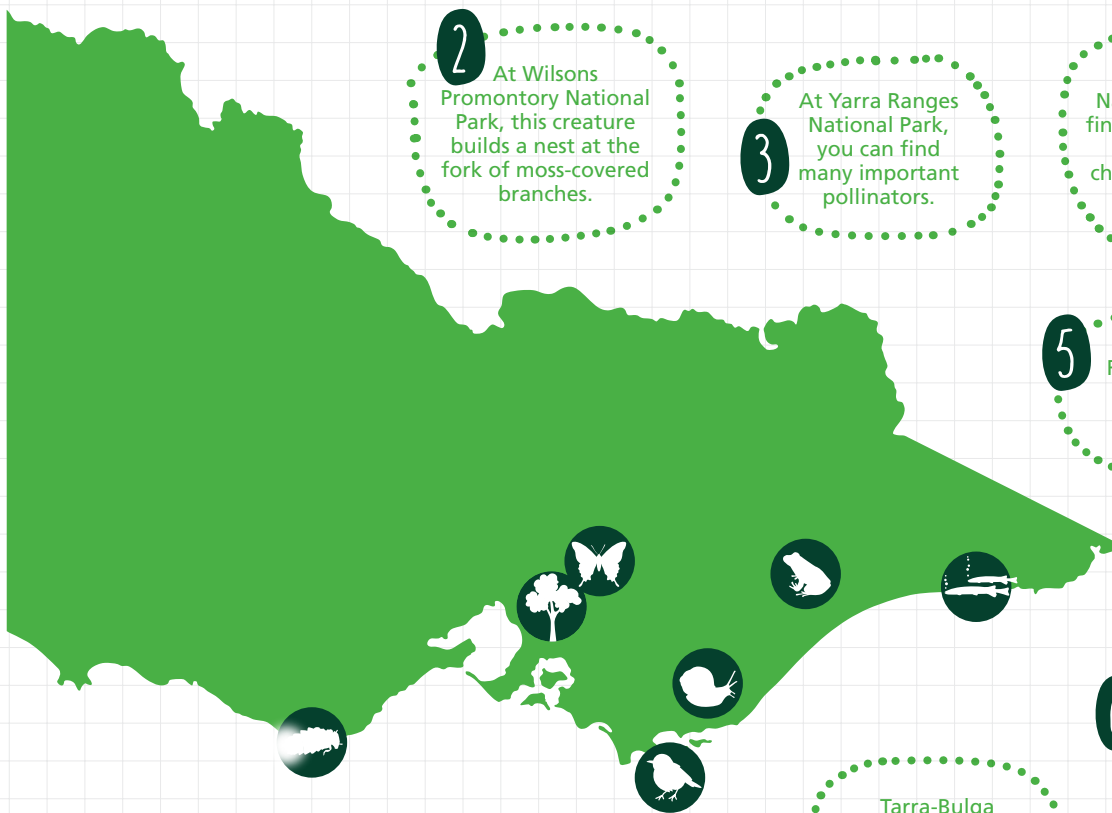 2
At Wilsons
Promontory National
Park, this creature
builds a nest at the
fork of moss-covered
branches.
3
At Yarra Ranges
National Park,
you can find
many important
pollinators.
5
Tarra-Bulga